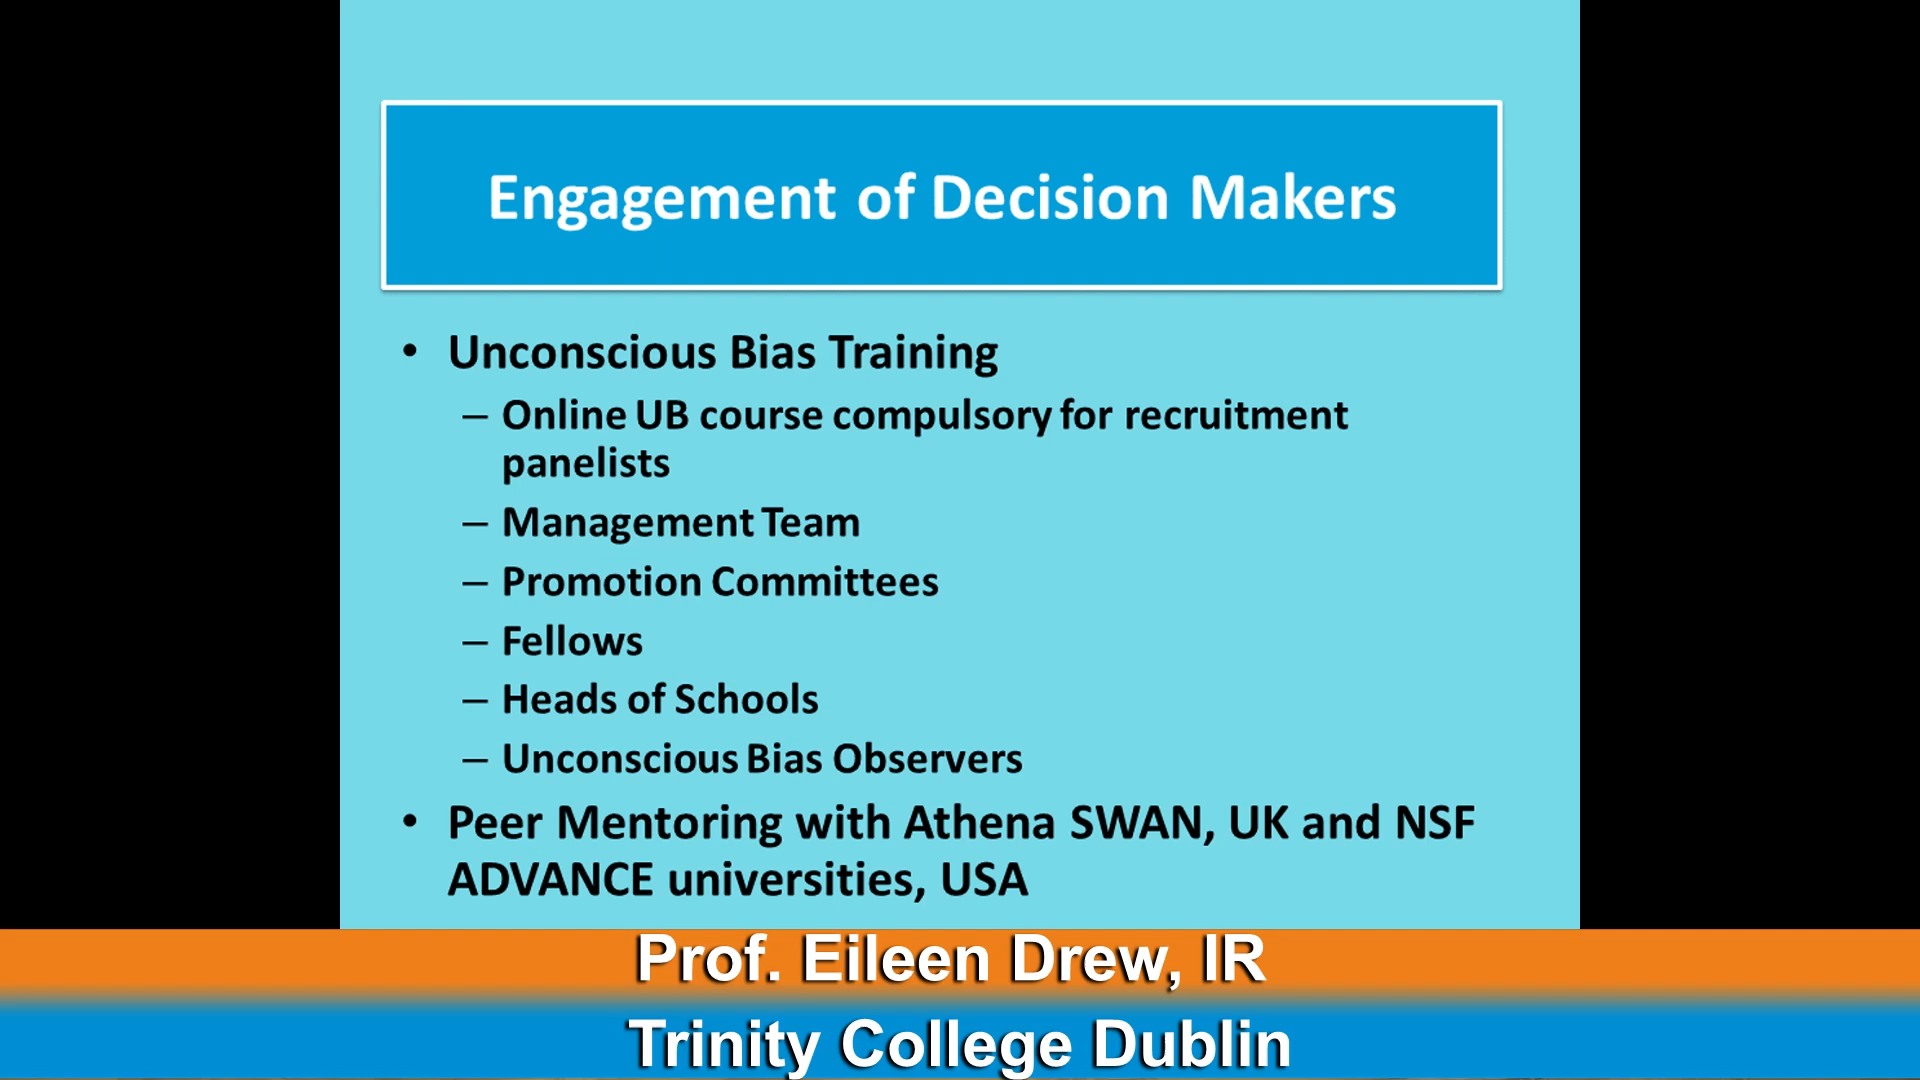 Engagement of Decision Makers
• Unconscious Bias Training
– Online UB course compulsory for recruitment
panelists
– Management Team
– Promotion Committees
– Fellows
– Heads of Schools
– Unconscious Bias Observers
• Peer Mentoring with Athena SWAN, UK and NSF
ADVANCE universities, USA
Prof. Eileen Drew, IR
Trinity College Dublin